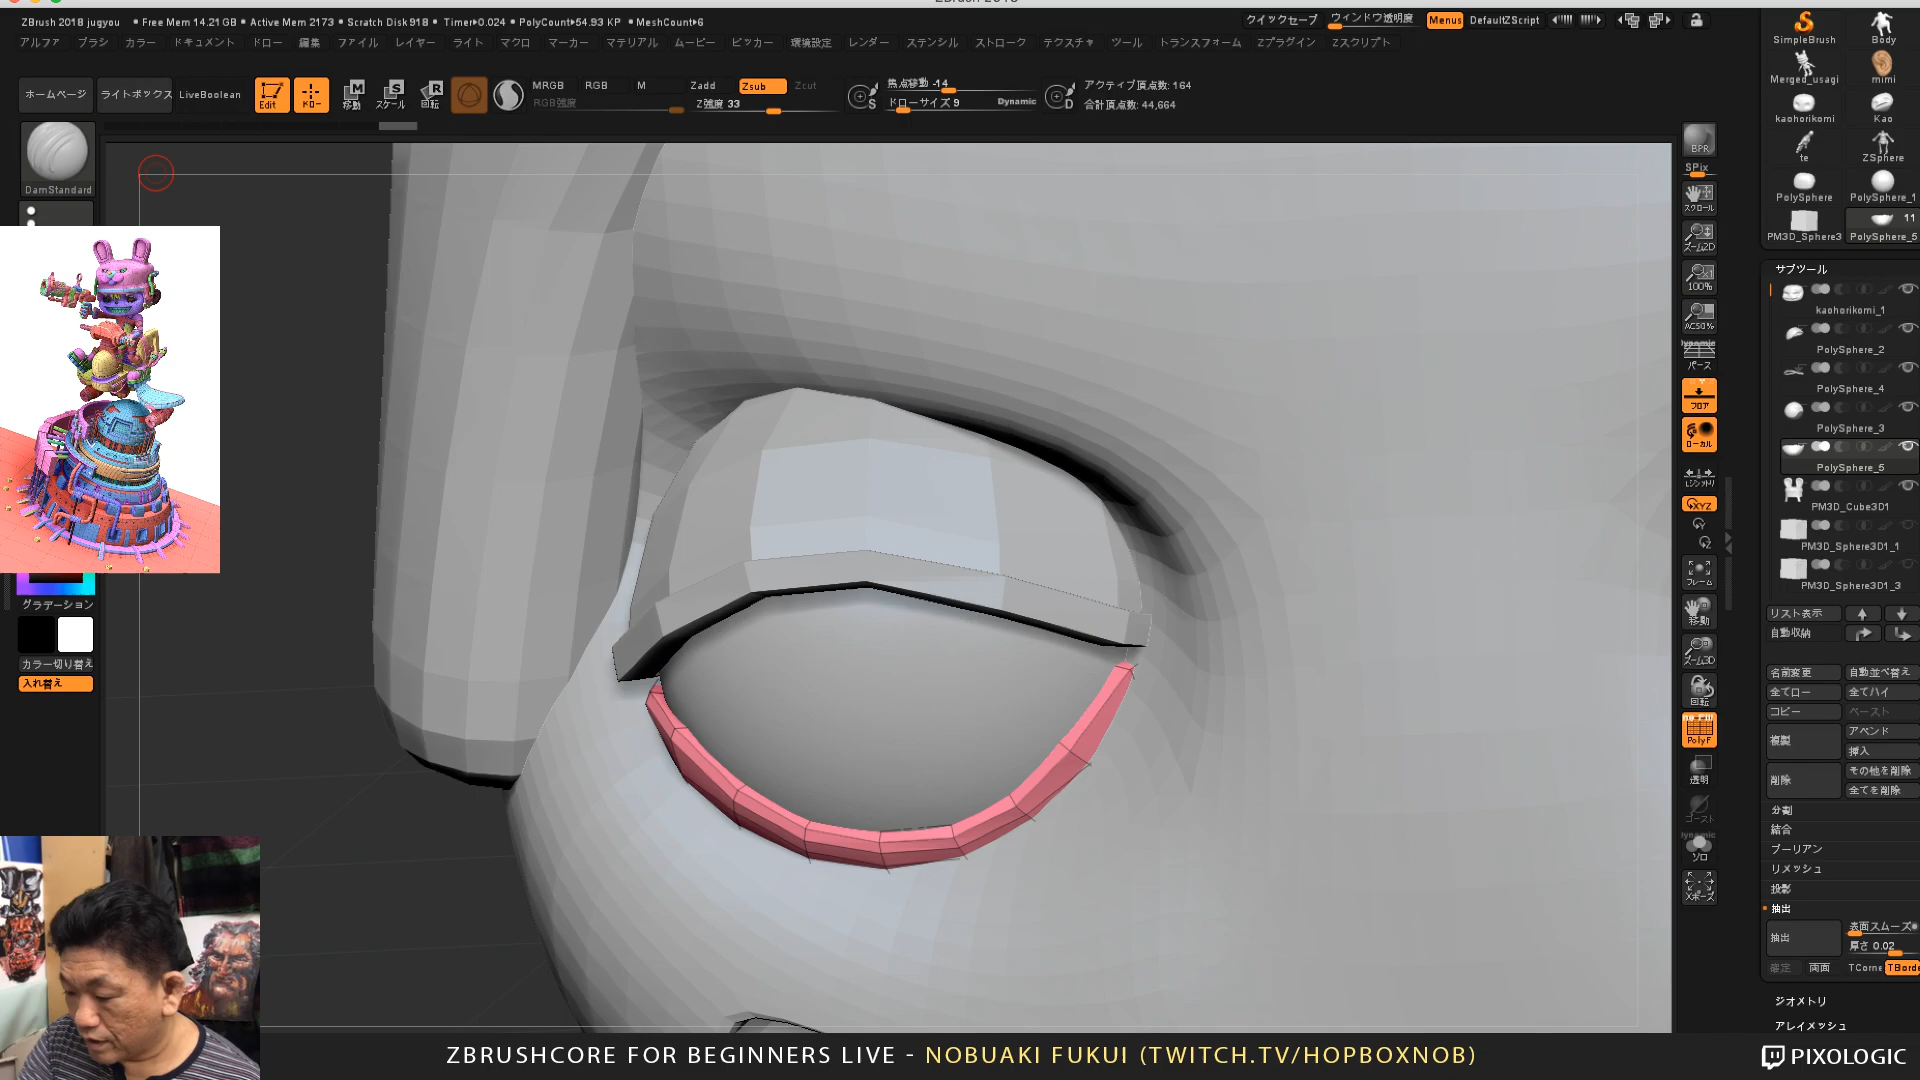 ZBrush 2018 jugyou • Free Mem 14.21GB • Active Mem 2173 • Scratch Disk 918 • Timer▸0.024 • PolyCount▸54.93 KP • MeshCount▸6
クイックセーブ ウィンドウ透明度 Menus DefaultZScript
アルファ ブラシ カラー ドキュメント ドロー 編集 ファイル レイヤー ライト マクロ マーカー マテリアル ムービー ピッカー 環境設定 レンダー ステンシル ストローク テクスチャ ツール トランスフォーム Zプラグイン Zスクリプト
ホームページ ライトボックス LiveBoolean Edit ドロー 移動 スケール 回転
MRGB RGB M Zadd Zsub Zcut
RGB強度 Z強度 33
焦点移動 -14
ドローサイズ 9 Dynamic
アクティブ頂点数: 164
合計頂点数: 44,664
DamStandard
グラデーション
カラー切り替え
入れ替え
BPR
SPix
スクロール
ズーム2D
100%
AC50%
Dynamic
パース
フロア
ローカル
XYZ
フレーム
移動
ズーム3D
回転
PolyF
透明
ゴースト
Dynamic
ソロ
Xポーズ
SimpleBrush Body
Merged_usagi mimi
kaohorikomi Kao
te ZSphere
PolySphere PolySphere_1
11
PM3D_Sphere3 PolySphere_5
サブツール
kaohorikomi_1
PolySphere_2
PolySphere_4
PolySphere_3
PolySphere_5
PM3D_Cube3D1
PM3D_Sphere3D1_1
PM3D_Sphere3D1_3
リスト表示
自動収納
名前変更 自動並べ替え
全てロー 全てハイ
コピー ペースト
複製 アペンド
挿入
削除 その他を削除
全てを削除
分割
結合
ブーリアン
リメッシュ
投影
抽出
抽出 表面スムーズ
厚さ 0.02
確定 両面 TCorne TBorde
ジオメトリ
アレイメッシュ
ZBRUSHCORE FOR BEGINNERS LIVE - NOBUAKI FUKUI (TWITCH.TV/HOPBOXNOB)
PIXOLOGIC